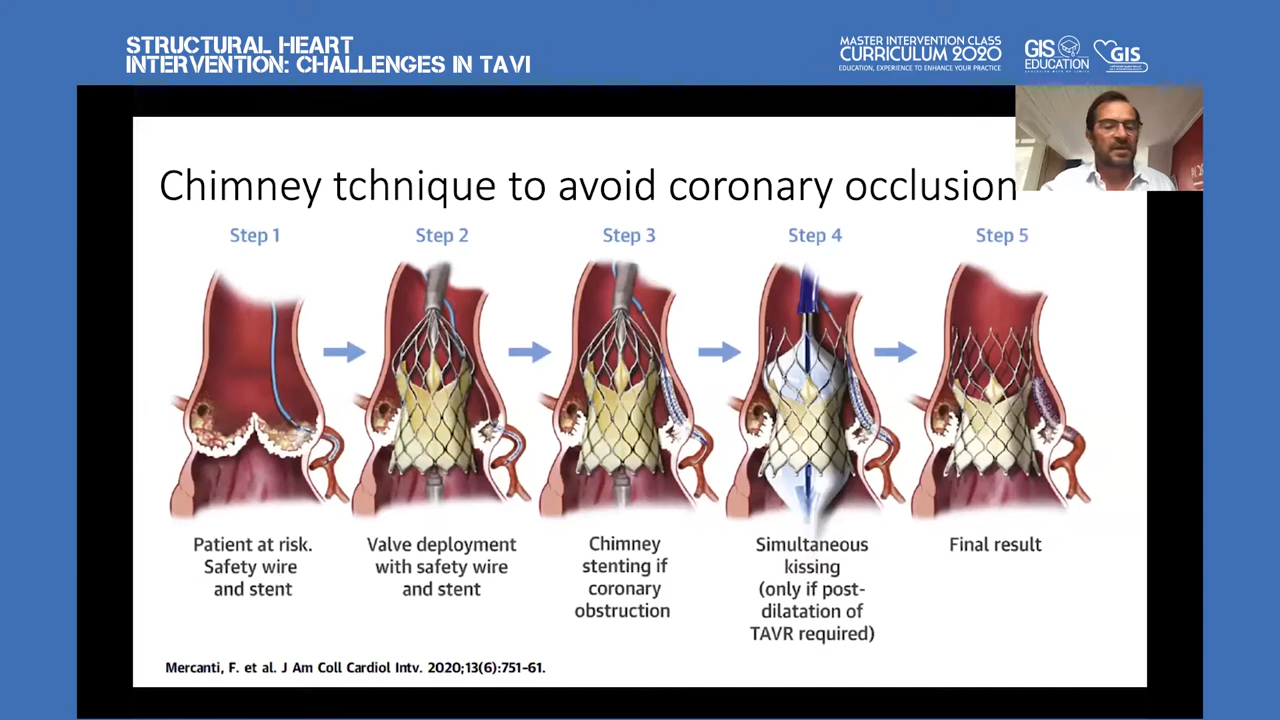 STRUCTURAL HEART
INTERVENTION: CHALLENGES IN TAVI
MASTER INTERVENTION CLASS
CURRICULUM 2020
EDUCATION, EXPERIENCE TO ENHANCE YOUR PRACTICE
GIS
EDUCATION
GIS
Chimney tchnique to avoid coronary occlusion
Step 1
Step 2
Step 3
Step 4
Step 5
Patient at risk.
Safety wire
and stent
Valve deployment
with safety wire
and stent
Chimney
stenting if
coronary
obstruction
Simultaneous
kissing
(only if post-
dilatation of
TAVR required)
Final result
Mercanti, F. et al. J Am Coll Cardiol Intv. 2020;13(6):751-61.